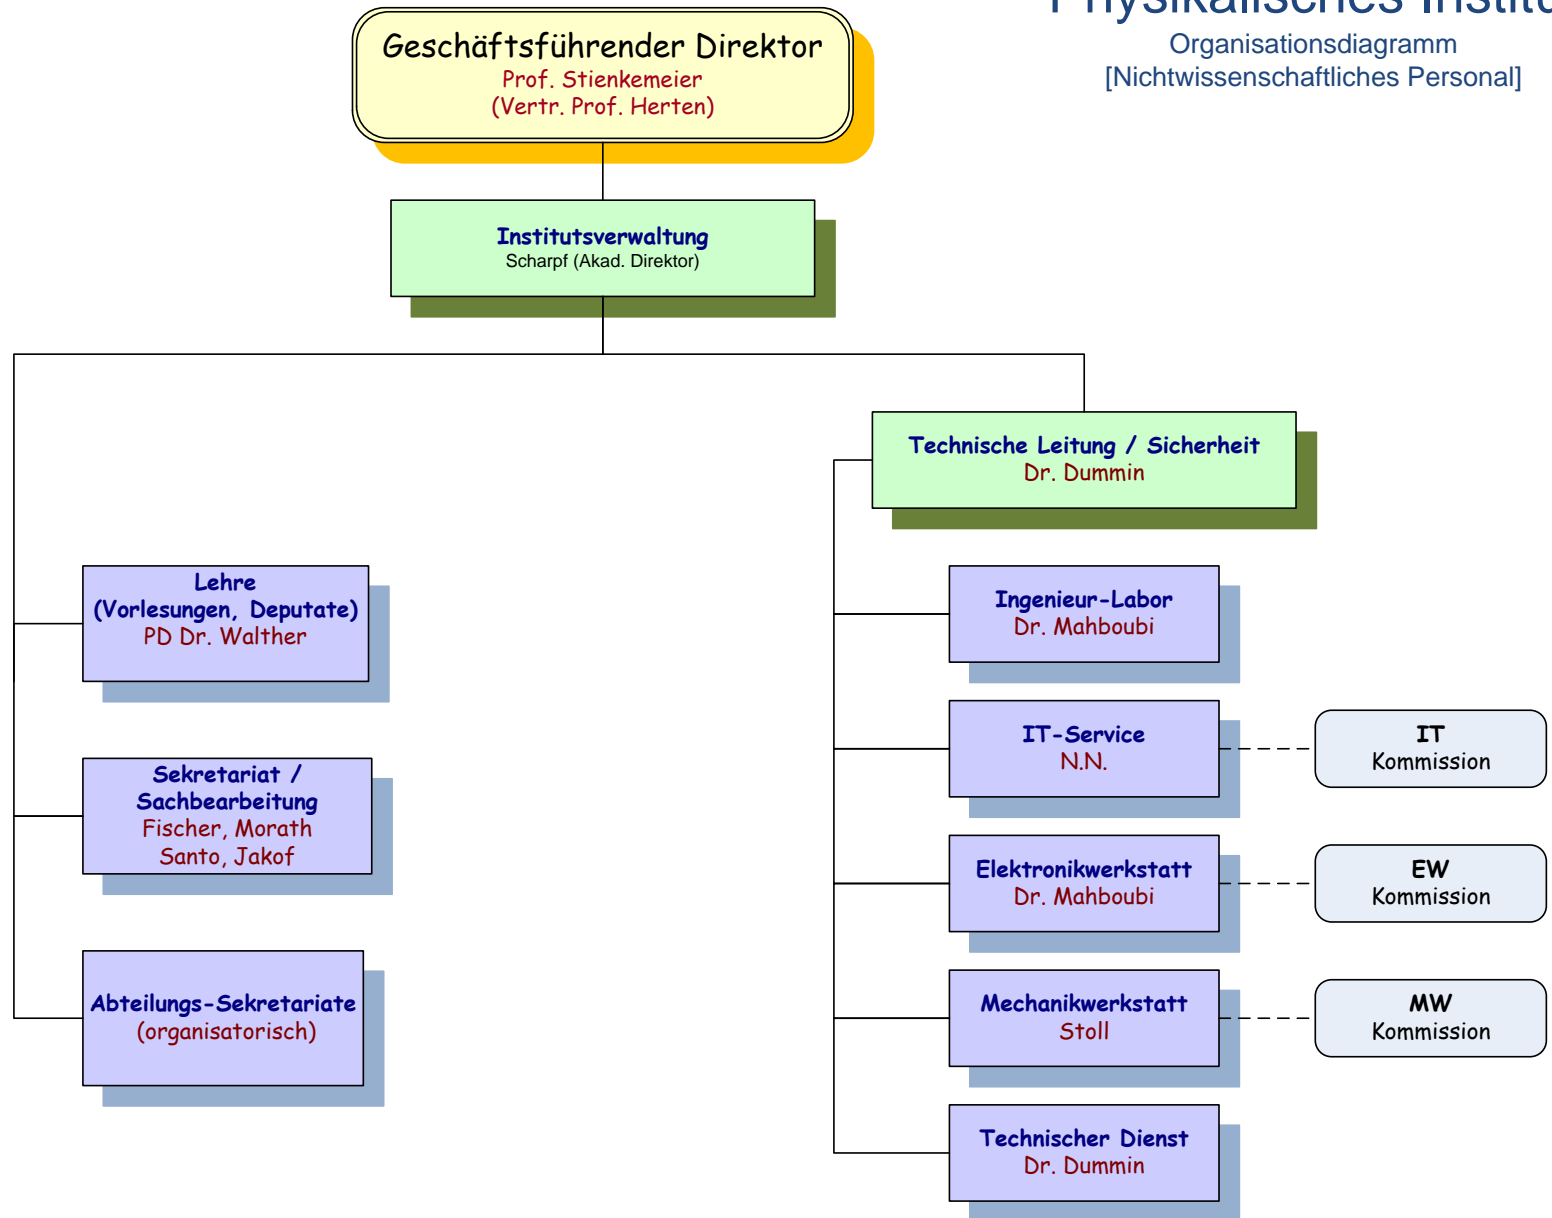 Physikalisches Institu
Organisationsdiagramm
[Nichtwissenschaftliches Personal]
Geschäftsführender Direktor
Prof. Stienkemeier
(Vertr. Prof. Herten)
Institutsverwaltung
Scharpf (Akad. Direktor)
Technische Leitung / Sicherheit
Dr. Dummin
Lehre
(Vorlesungen, Deputate)
PD Dr. Walther
Sekretariat /
Sachbearbeitung
Fischer, Morath
Santo, Jakof
Abteilungs-Sekretariate
(organisatorisch)
Ingenieur-Labor
Dr. Mahboubi
IT-Service
N.N.
IT
Kommission
Elektronikwerkstatt
Dr. Mahboubi
EW
Kommission
Mechanikwerkstatt
Stoll
MW
Kommission
Technischer Dienst
Dr. Dummin